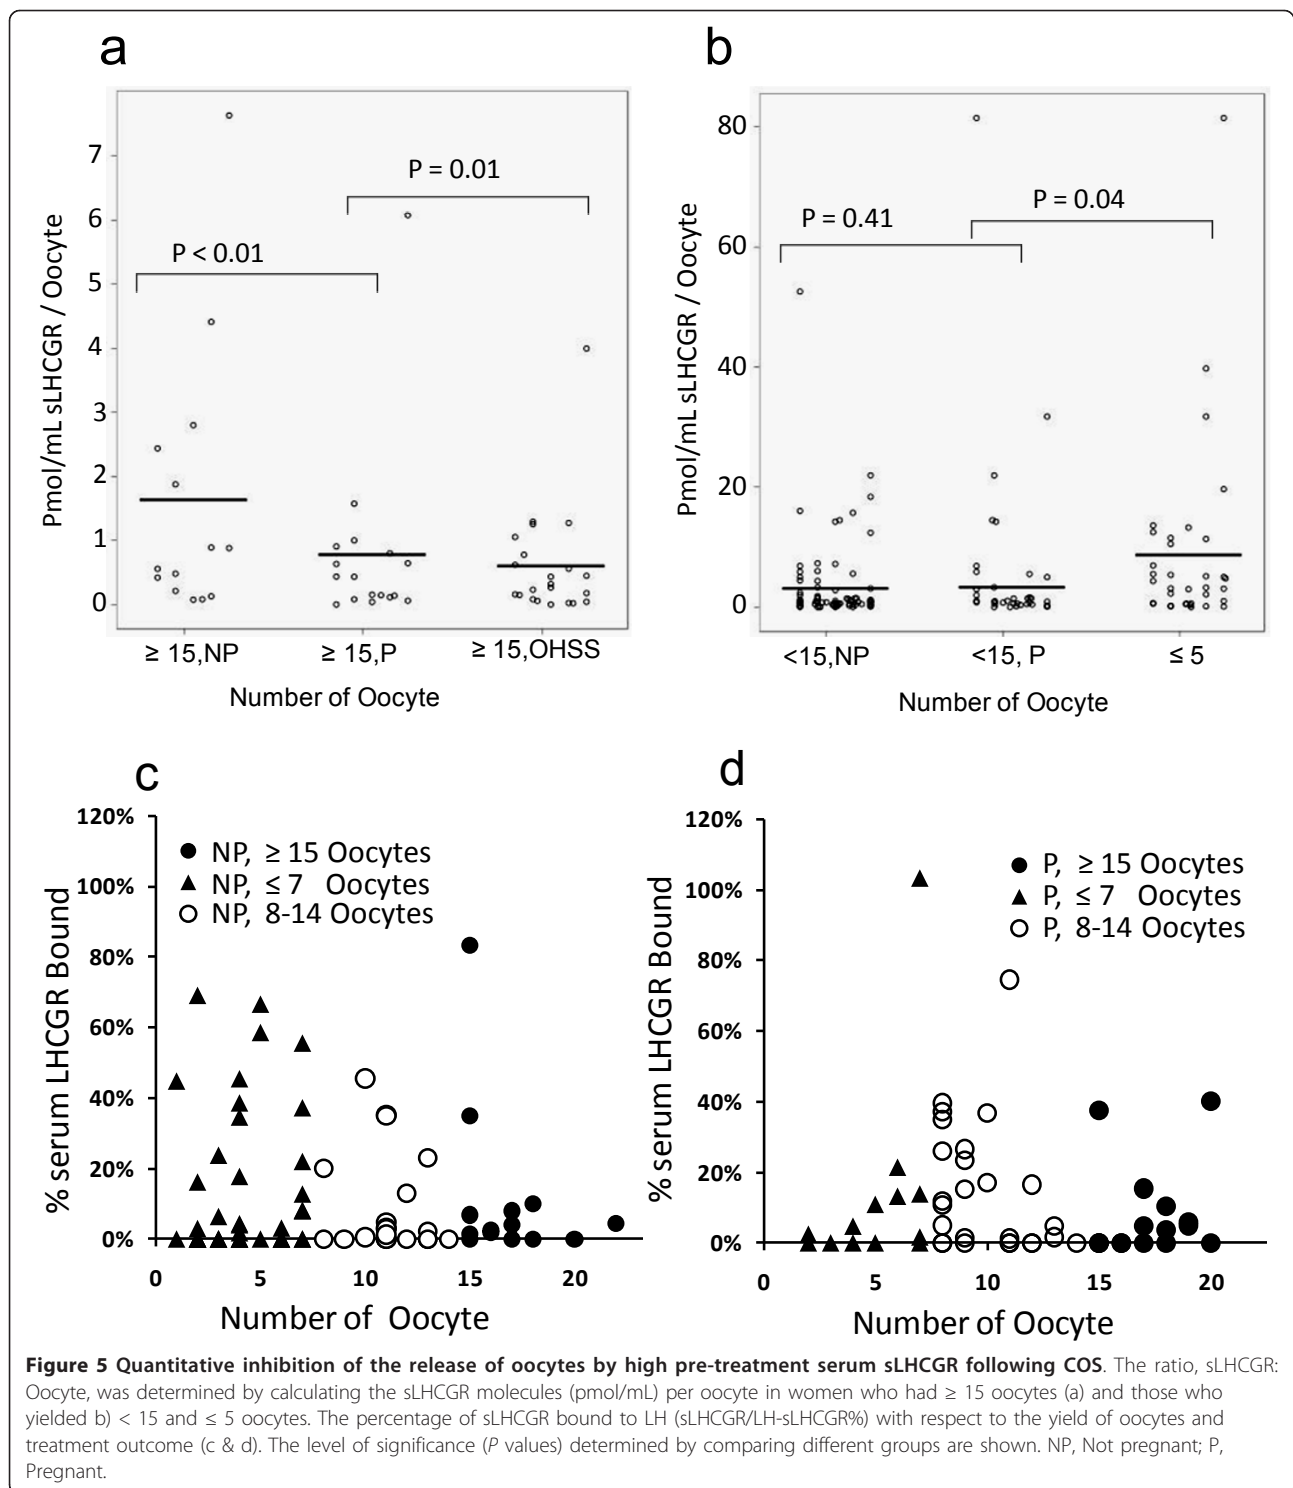 a
Pmol/mL sLHCGR / Oocyte
7
6
5
4
3
2
1
0
P < 0.01
P = 0.01
≥ 15,NP
≥ 15,P
≥ 15,OHSS
Number of Oocyte
b
Pmol/mL sLHCGR / Oocyte
80
60
40
20
0
P = 0.41
P = 0.04
<15,NP
<15, P
≤ 5
Number of Oocyte
c
% serum LHCGR Bound
120%
100%
80%
60%
40%
20%
0%
NP, ≥ 15 Oocytes
NP, ≤ 7 Oocytes
NP, 8-14 Oocytes
0 5 10 15 20
Number of Oocyte
d
% serum LHCGR Bound
120%
100%
80%
60%
40%
20%
0%
P, ≥ 15 Oocytes
P, ≤ 7 Oocytes
P, 8-14 Oocytes
0 5 10 15 20
Number of Oocyte
Figure 5 Quantitative inhibition of the release of oocytes by high pre-treatment serum sLHCGR following COS. The ratio, sLHCGR:
Oocyte, was determined by calculating the sLHCGR molecules (pmol/mL) per oocyte in women who had ≥ 15 oocytes (a) and those who
yielded b) < 15 and ≤ 5 oocytes. The percentage of sLHCGR bound to LH (sLHCGR/LH-sLHCGR%) with respect to the yield of oocytes and
treatment outcome (c & d). The level of significance (P values) determined by comparing different groups are shown. NP, Not pregnant; P,
Pregnant.